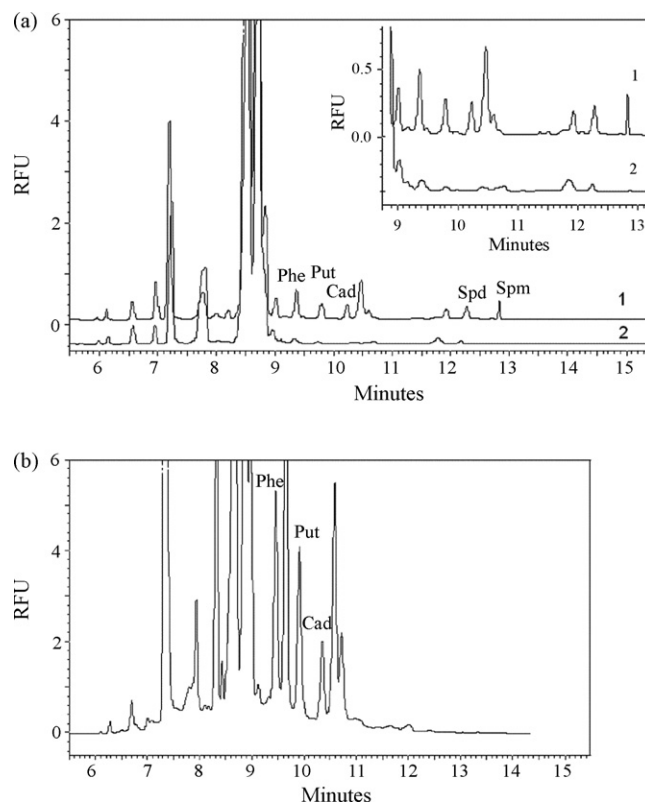 (a)
6
4
2
0
RFU
Phe
Put
Cad
Spd
Spm
1
2
6 7 8 9 10 11 12 13 14 15
Minutes
0.5
0.0
RFU
1
2
9 10 11 12 13
Minutes
(b)
6
4
2
0
RFU
Phe
Put
Cad
6 7 8 9 10 11 12 13 14 15
Minutes